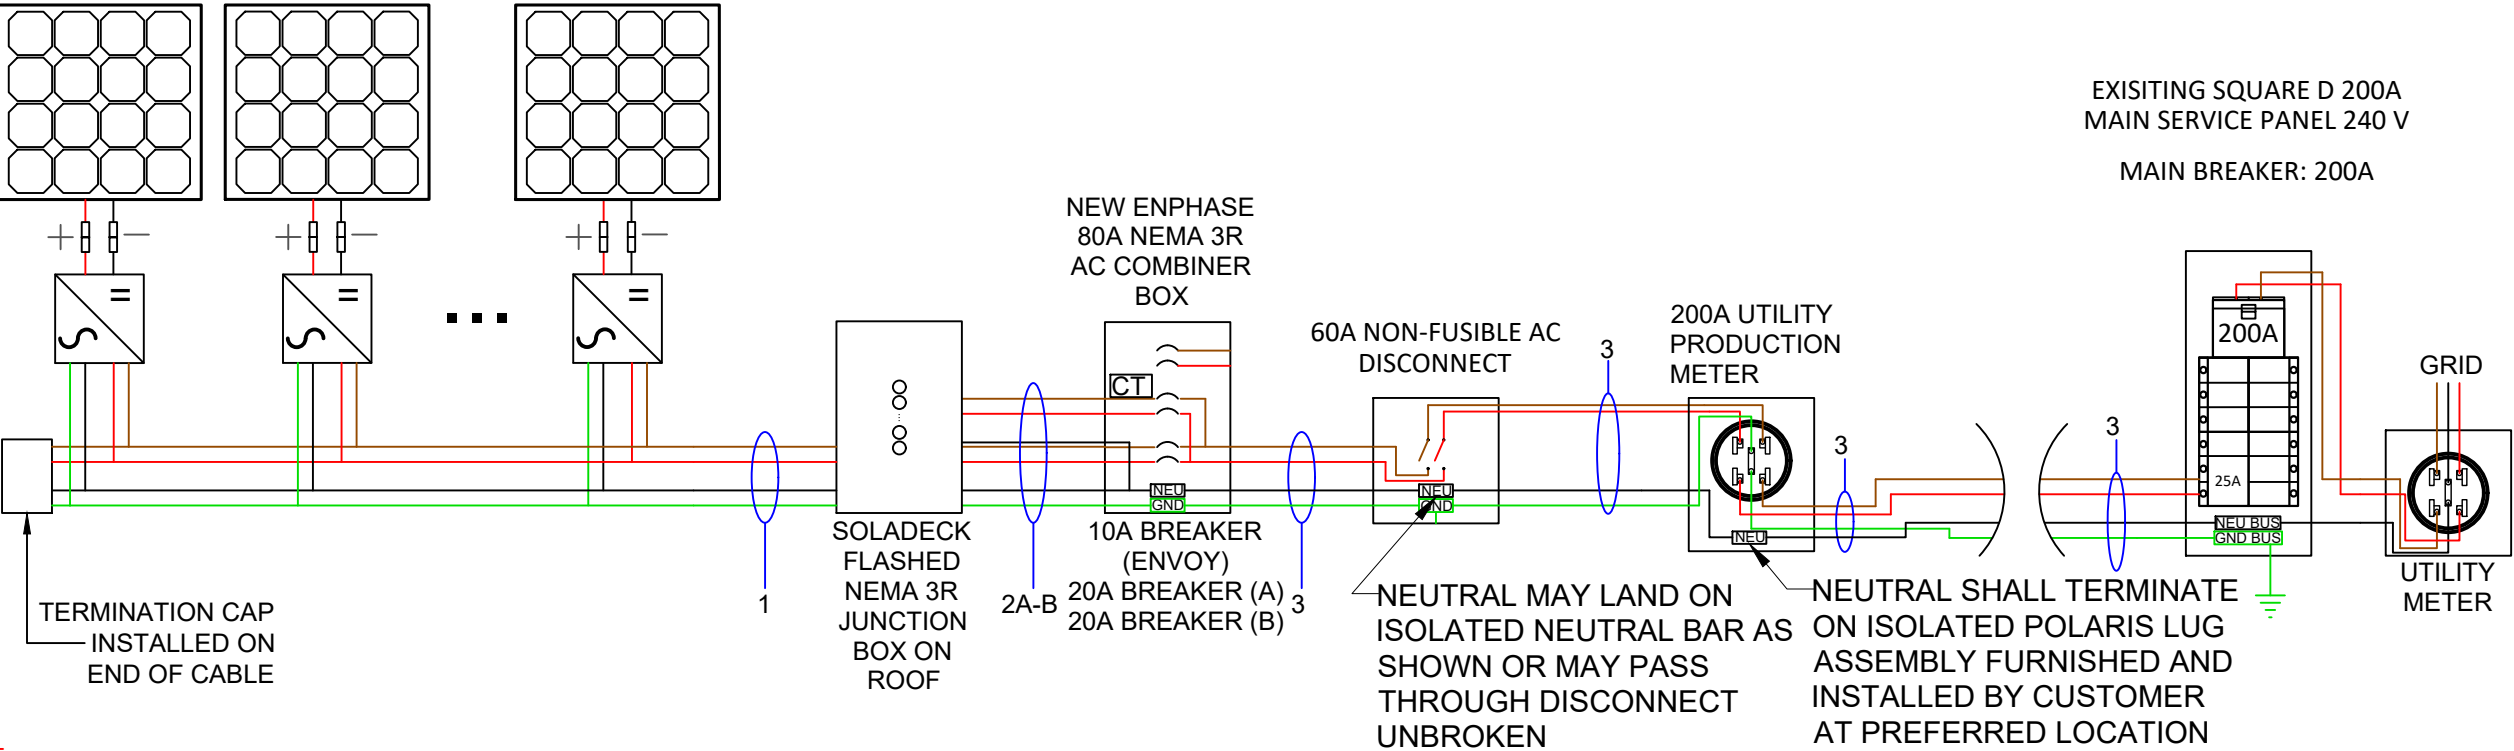 EXISITING SQUARE D 200A
MAIN SERVICE PANEL 240 V
MAIN BREAKER: 200A
NEW ENPHASE
80A NEMA 3R
AC COMBINER
BOX
60A NON-FUSIBLE AC
DISCONNECT
200A UTILITY
PRODUCTION
METER
GRID
200A
25A
NEU BUS
GND BUS
UTILITY
METER
CT
NEU
GND
NEU
GND
NEU
3
3
3
1
2A-B
3
TERMINATION CAP
INSTALLED ON
END OF CABLE
SOLADECK
FLASHED
NEMA 3R
JUNCTION
BOX ON
ROOF
10A BREAKER
(ENVOY)
20A BREAKER (A)
20A BREAKER (B)
NEUTRAL MAY LAND ON
ISOLATED NEUTRAL BAR AS
SHOWN OR MAY PASS
THROUGH DISCONNECT
UNBROKEN
NEUTRAL SHALL TERMINATE
ON ISOLATED POLARIS LUG
ASSEMBLY FURNISHED AND
INSTALLED BY CUSTOMER
AT PREFERRED LOCATION